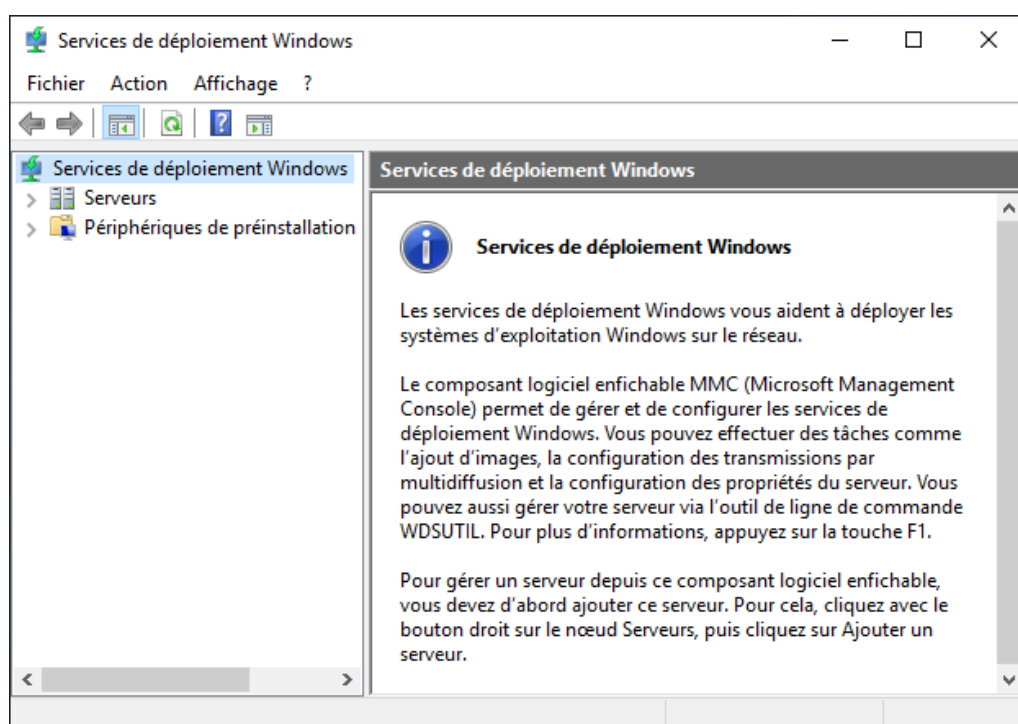 Services de déploiement Windows
Fichier Action Affichage ?
Services de déploiement Windows
Serveurs
Périphériques de préinstallation
Services de déploiement Windows
Services de déploiement Windows
Les services de déploiement Windows vous aident à déployer les
systèmes d'exploitation Windows sur le réseau.
Le composant logiciel enfichable MMC (Microsoft Management
Console) permet de gérer et de configurer les services de
déploiement Windows. Vous pouvez effectuer des tâches comme
l'ajout d'images, la configuration des transmissions par
multidiffusion et la configuration des propriétés du serveur. Vous
pouvez aussi gérer votre serveur via l'outil de ligne de commande
WDSUTIL. Pour plus d'informations, appuyez sur la touche F1.
Pour gérer un serveur depuis ce composant logiciel enfichable,
vous devez d'abord ajouter ce serveur. Pour cela, cliquez avec le
bouton droit sur le nœud Serveurs, puis cliquez sur Ajouter un
serveur.